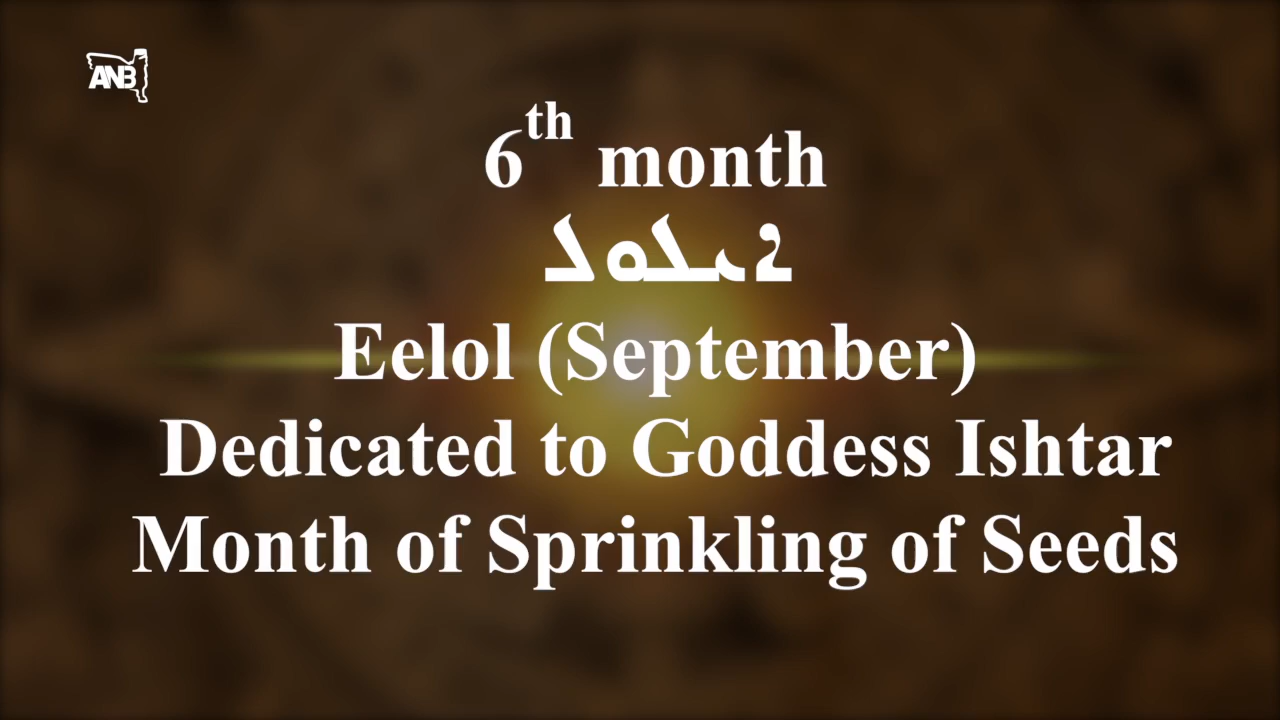 ANB
6th month
ܐܝܠܘܠ
Eelol (September)
Dedicated to Goddess Ishtar
Month of Sprinkling of Seeds